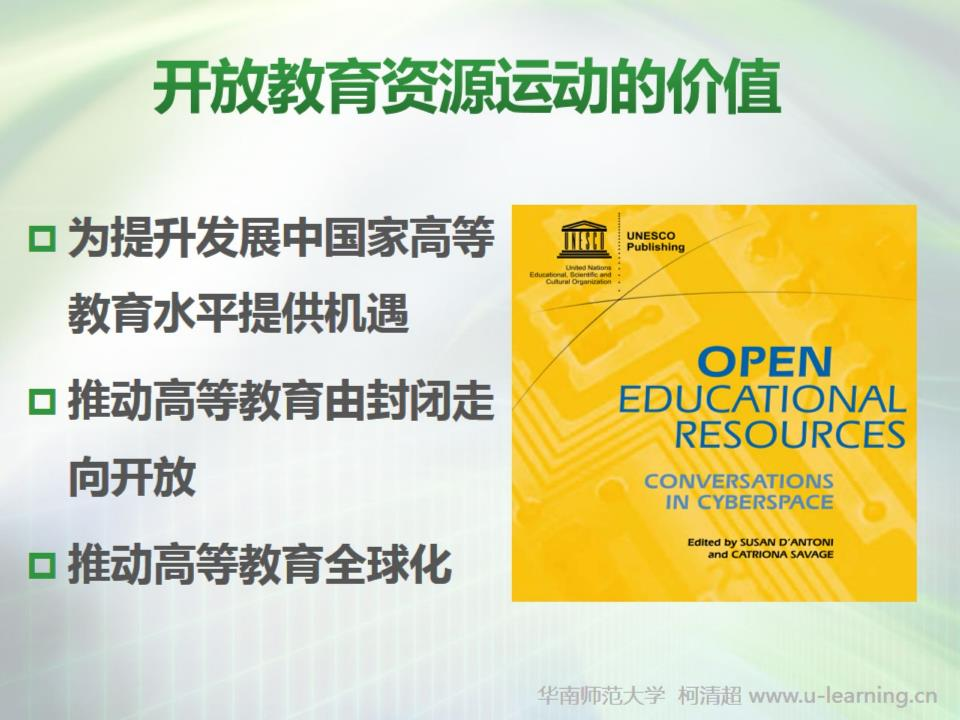 开放教育资源运动的价值
为提升发展中国家高等
教育水平提供机遇
推动高等教育由封闭走
向开放
推动高等教育全球化
UNESCO
UNESCO
Publishing
United Nations
Educational, Scientific and
Cultural Organization
OPEN
EDUCATIONAL
RESOURCES
CONVERSATIONS
IN CYBERSPACE
Edited by SUSAN D'ANTONI
and CATRIONA SAVAGE
华南师范大学 柯清超 www.u-learning.cn